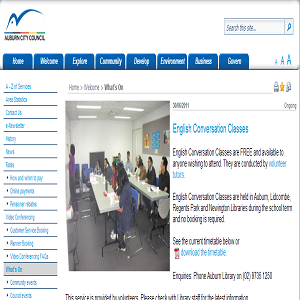 AUBURN CITY COUNCIL
Search this site...
Home Welcome Explore Community Develop Environment Business Govern
A A A
A - Z of Services
Area Statistics
Contact Us
e-Newsletter
History
News
Rates
How and when to pay
Online payments
Pensioner rebates
Video Conferencing
Customer Service Booking
Planner Booking
Video Conferencing FAQs
What's On
Community events
Council events
Home > Welcome > What's On
30/06/2011 Ongoing
English Conversation Classes
English Conversation Classes are FREE and available to
anyone wishing to attend. They are conducted by volunteer
tutors.
English Conversation Classes are held in Auburn, Lidcombe,
Regents Park and Newington Libraries during the school term
and no booking is required.
See the current timetable below or
download the timetable.
Enquiries: Phone Auburn Library on (02) 9735 1250
This service is provided by volunteers. Please check with Library staff for the latest timetable.